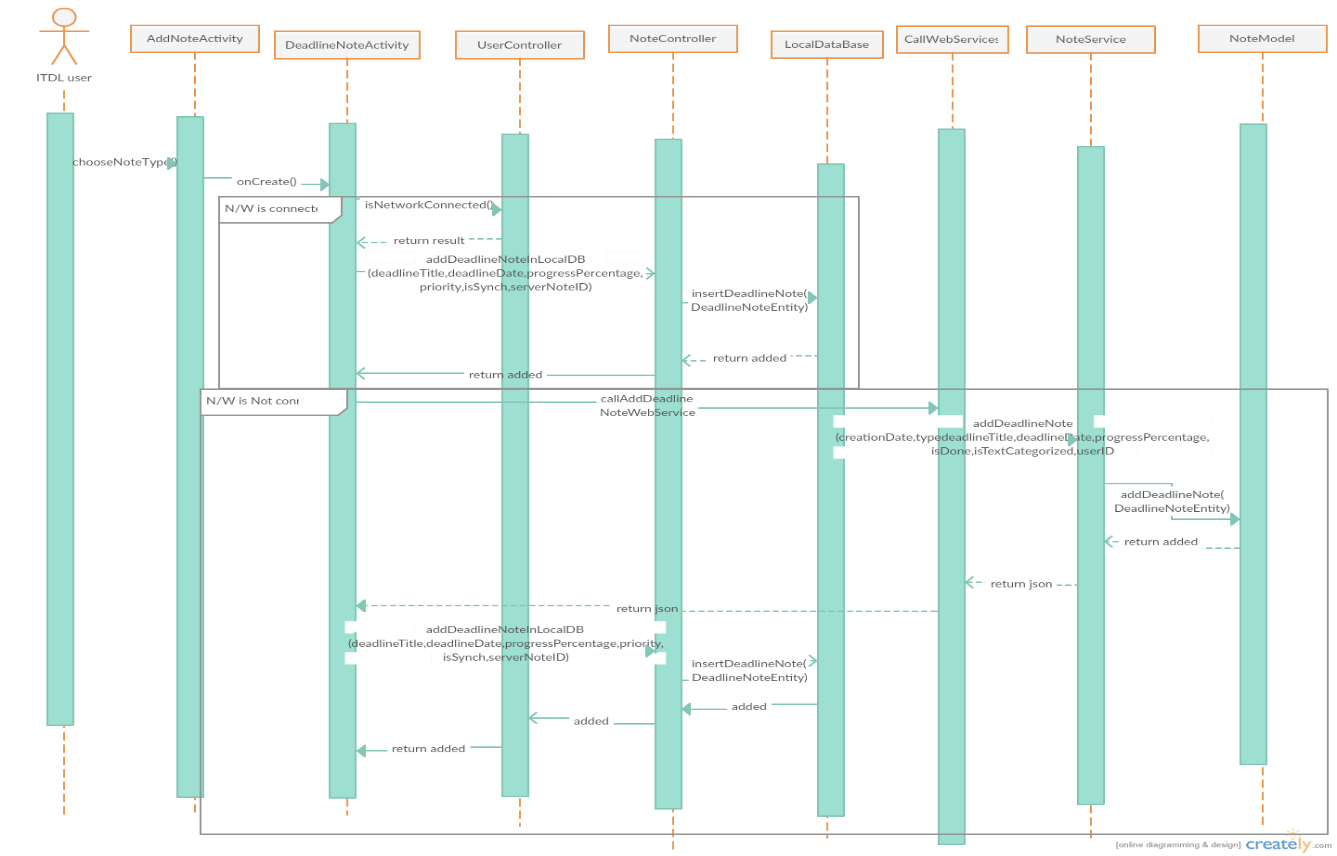 ITDL user
AddNoteActivity
DeadlineNoteActivity
UserController
NoteController
LocalDataBase
CallWebServices
NoteService
NoteModel
chooseNoteType()
onCreate()
N/W is connecte
isNetworkConnected()
return result
addDeadlineNoteInLocalDB
(deadlineTitle,deadlineDate,progressPercentage,
priority,isSynch,serverNoteID)
insertDeadlineNote(
DeadlineNoteEntity)
return added
return added
N/W is Not conr
callAddDeadline
NoteWebService
addDeadlineNote
(creationDate,typedeadlineTitle,deadlineDate,progressPercentage,
isDone,isTextCategorized,userID
addDeadlineNote(
DeadlineNoteEntity)
return added
return json
return json
addDeadlineNoteInLocalDB
(deadlineTitle,deadlineDate,progressPercentage,priority,
isSynch,serverNoteID)
insertDeadlineNote(
DeadlineNoteEntity)
added
added
return added
[online diagramming & design] creately.com